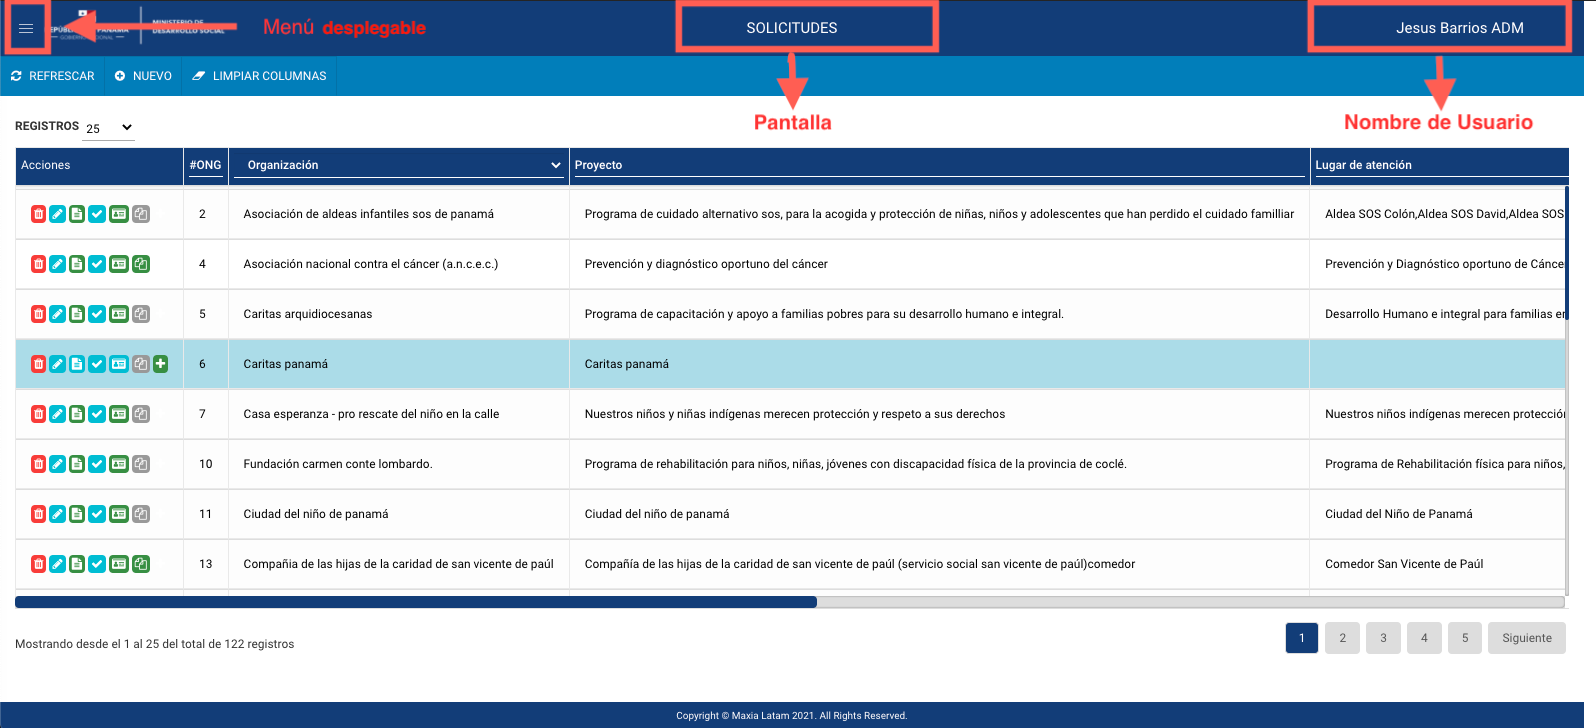 MINISTERIO DE
DESARROLLO SOCIAL
Menú desplegable
SOLICITUDES
Jesus Barrios ADM
REFRESCAR
NUEVO
LIMPIAR COLUMNAS
Pantalla
Nombre de Usuario
REGISTROS 25
Acciones #ONG Organización Proyecto Lugar de atención
2 Asociación de aldeas infantiles sos de panamá Programa de cuidado alternativo sos, para la acogida y protección de niñas, niños y adolescentes que han perdido el cuidado familliar Aldea SOS Colón,Aldea SOS David,Aldea SOS
4 Asociación nacional contra el cáncer (a.n.c.e.c.) Prevención y diagnóstico oportuno del cáncer Prevención y Diagnóstico oportuno de Cánce
5 Caritas arquidiocesanas Programa de capacitación y apoyo a familias pobres para su desarrollo humano e integral. Desarrollo Humano e integral para familias en
6 Caritas panamá Caritas panamá
7 Casa esperanza - pro rescate del niño en la calle Nuestros niños y niñas indígenas merecen protección y respeto a sus derechos Nuestros niños indígenas merecen protección
10 Fundación carmen conte lombardo. Programa de rehabilitación para niños, niñas, jóvenes con discapacidad física de la provincia de coclé. Programa de Rehabilitación física para niños,
11 Ciudad del niño de panamá Ciudad del niño de panamá Ciudad del Niño de Panamá
13 Compañia de las hijas de la caridad de san vicente de paúl Compañía de las hijas de la caridad de san vicente de paúl (servicio social san vicente de paúl)comedor Comedor San Vicente de Paúl
Mostrando desde el 1 al 25 del total de 122 registros
1 2 3 4 5 Siguiente
Copyright © Maxia Latam 2021. All Rights Reserved.